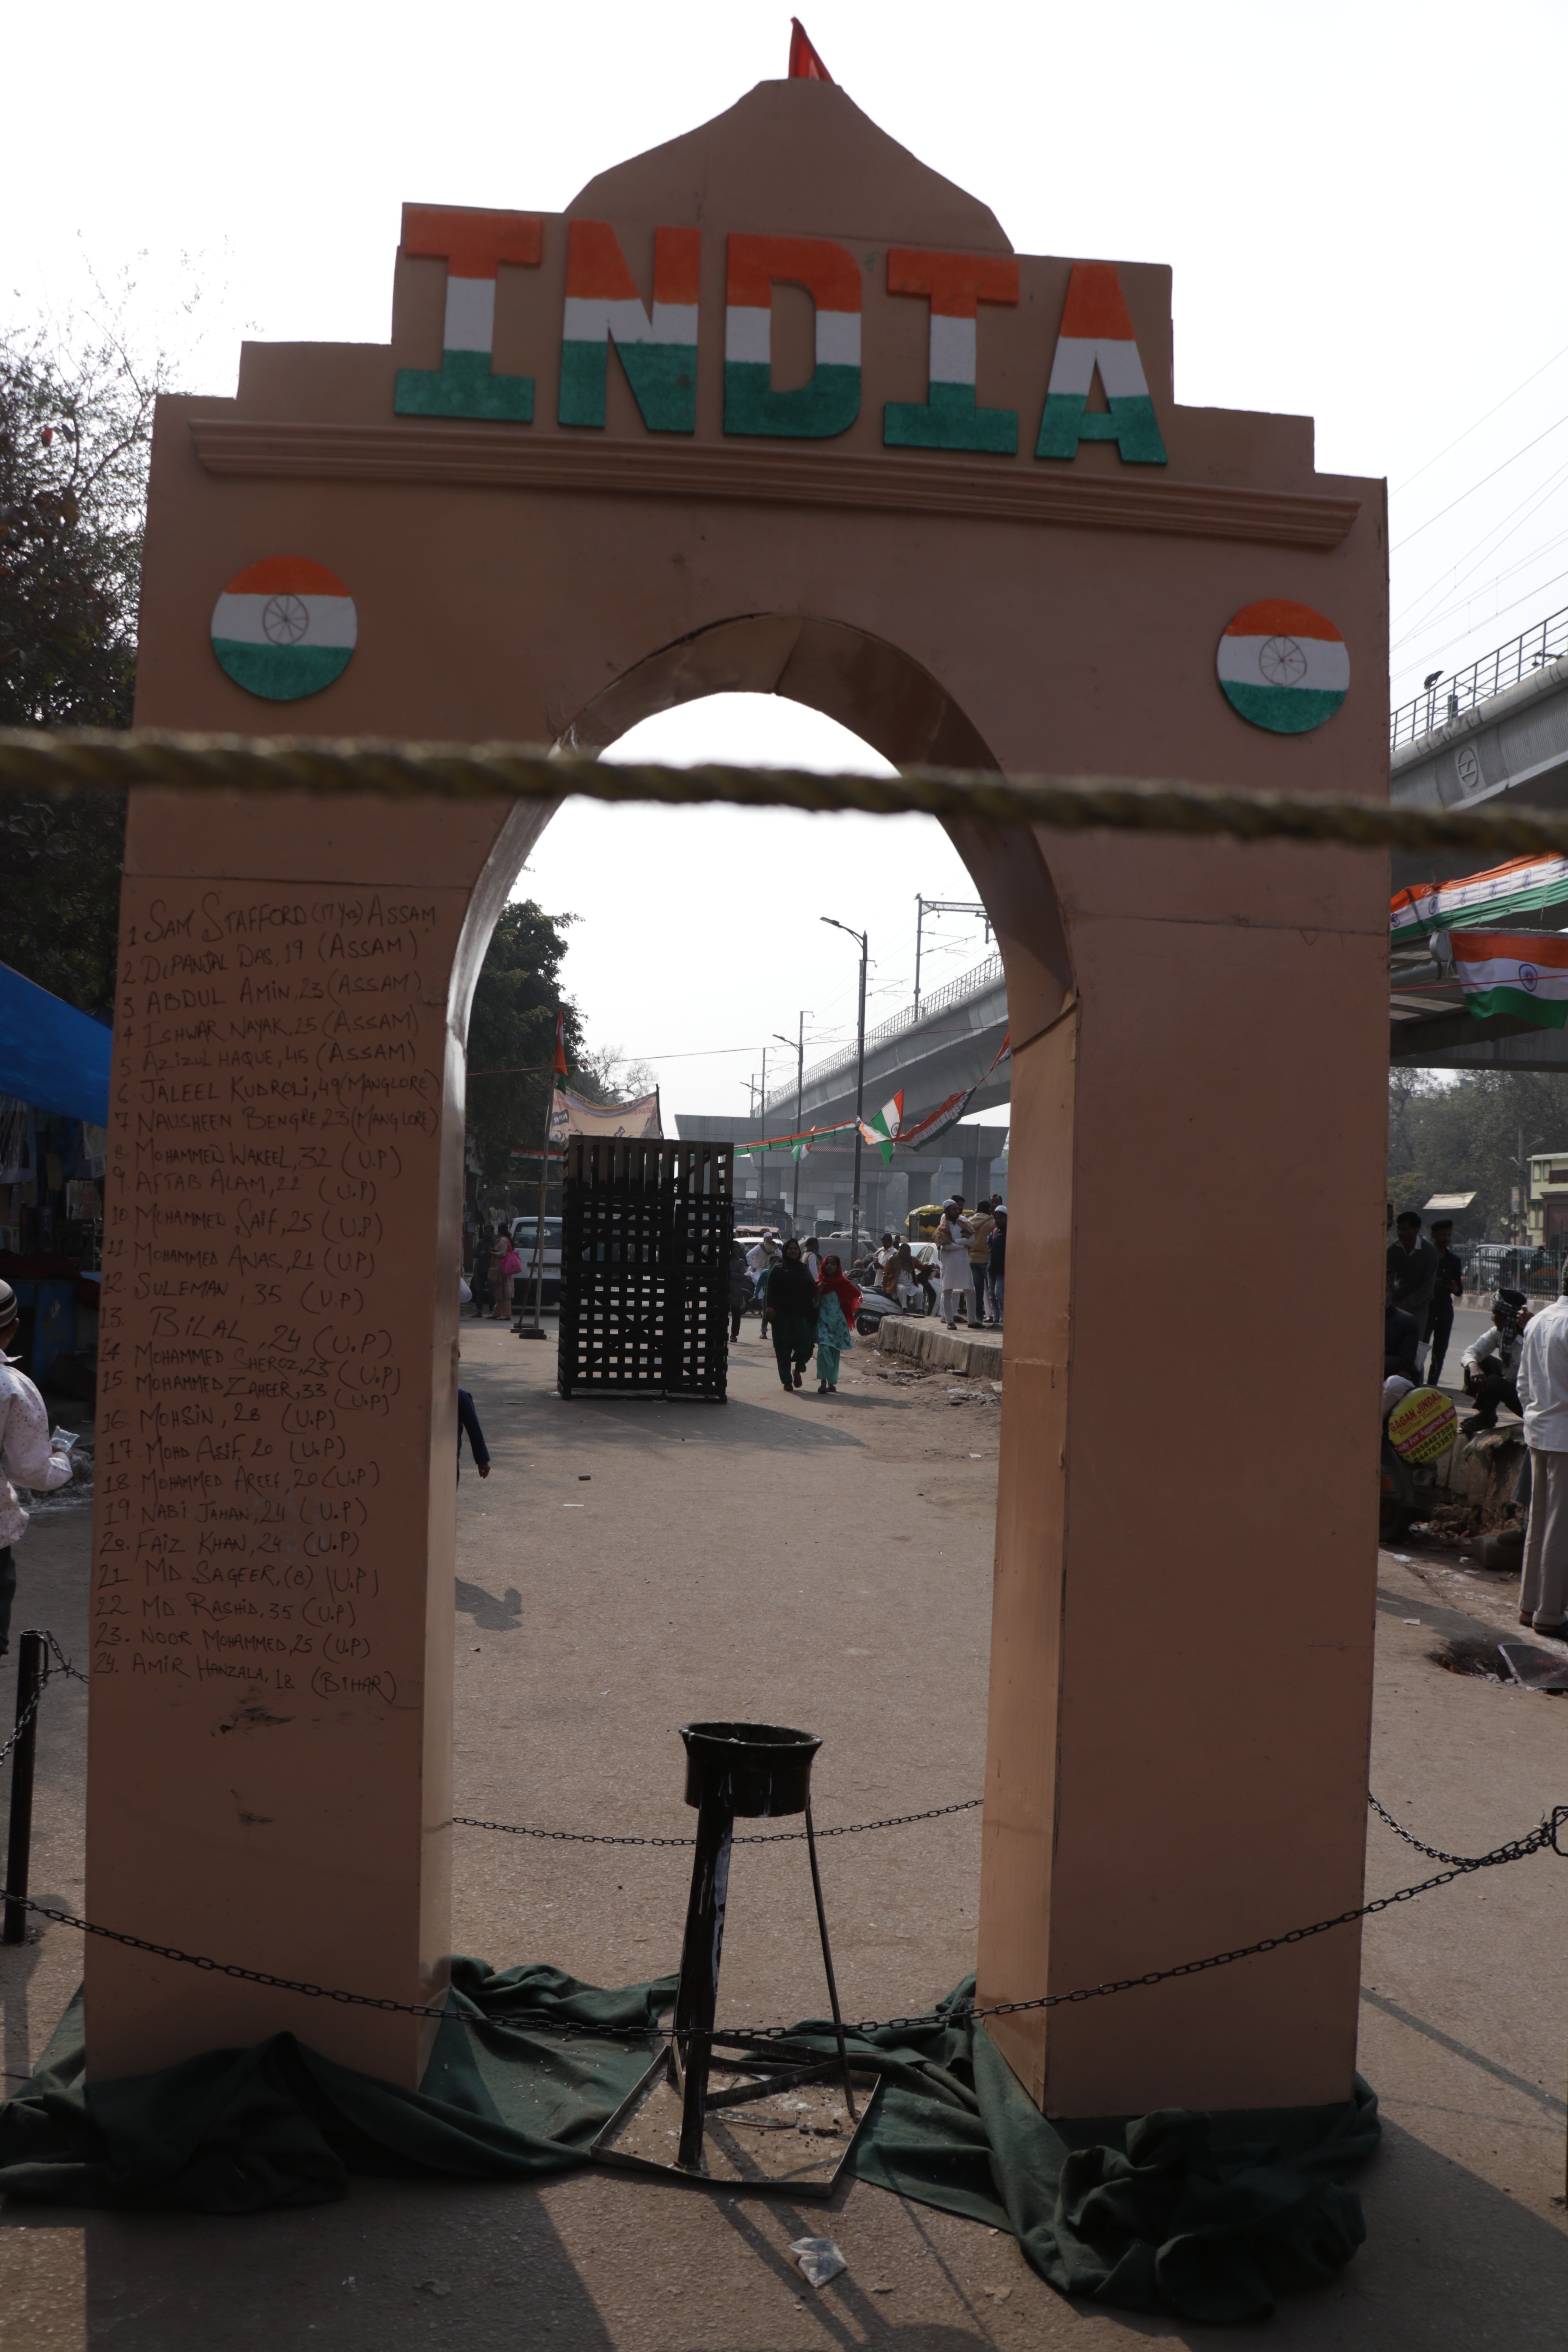 INDIA
1 SAM STAFFORD (17 Yrs) ASSAM
2 DIPANJAL DAS, 19 (ASSAM)
3 ABDUL AMIN, 23 (ASSAM)
4 ISHWAR NAYAK, 25 (ASSAM)
5 AZIZUL HAQUE, 45 (ASSAM)
6. JALEEL KUDROLI, 49 (MANGLORE)
7 NAUSHEEN BENGRE, 23 (MANGLORE)
8 MOHAMMED WAKEEL, 32 (U.P)
9. AFTAB ALAM, 22 (U.P)
10. MOHAMMED SAIF, 25 (U.P)
11. MOHAMMED ANAS, 21 (U.P)
12. SULEMAN, 35 (U.P)
13. BILAL, 24 (U.P)
14. MOHAMMED SHEROZ, 23 (U.P)
15. MOHAMMED ZAHEER, 33 (U.P)
16. MOHSIN, 28 (U.P)
17. MOHD ASIF, 20 (U.P)
18. MOHAMMED AREEF, 20 (U.P)
19. NABI JAHAN, 24 (U.P)
20. FAIZ KHAN, 24 (U.P)
21. MD. SAGEER, (8) (U.P)
22. MD RASHID, 35 (U.P)
23. NOOR MOHAMMED, 25 (U.P)
24. AMIR HANZALA, 18 (BIHAR)
GAGAN JINDAL